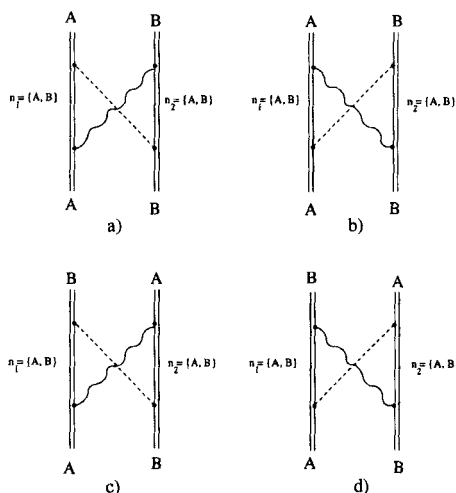 A B A B
n₁={A, B} n₂={A, B} n₁={A, B} n₂={A, B}
A B A B
a) b)
B A B A
n₁={A, B} n₂={A, B} n₁={A, B} n₂={A, B
A B A B
c) d)